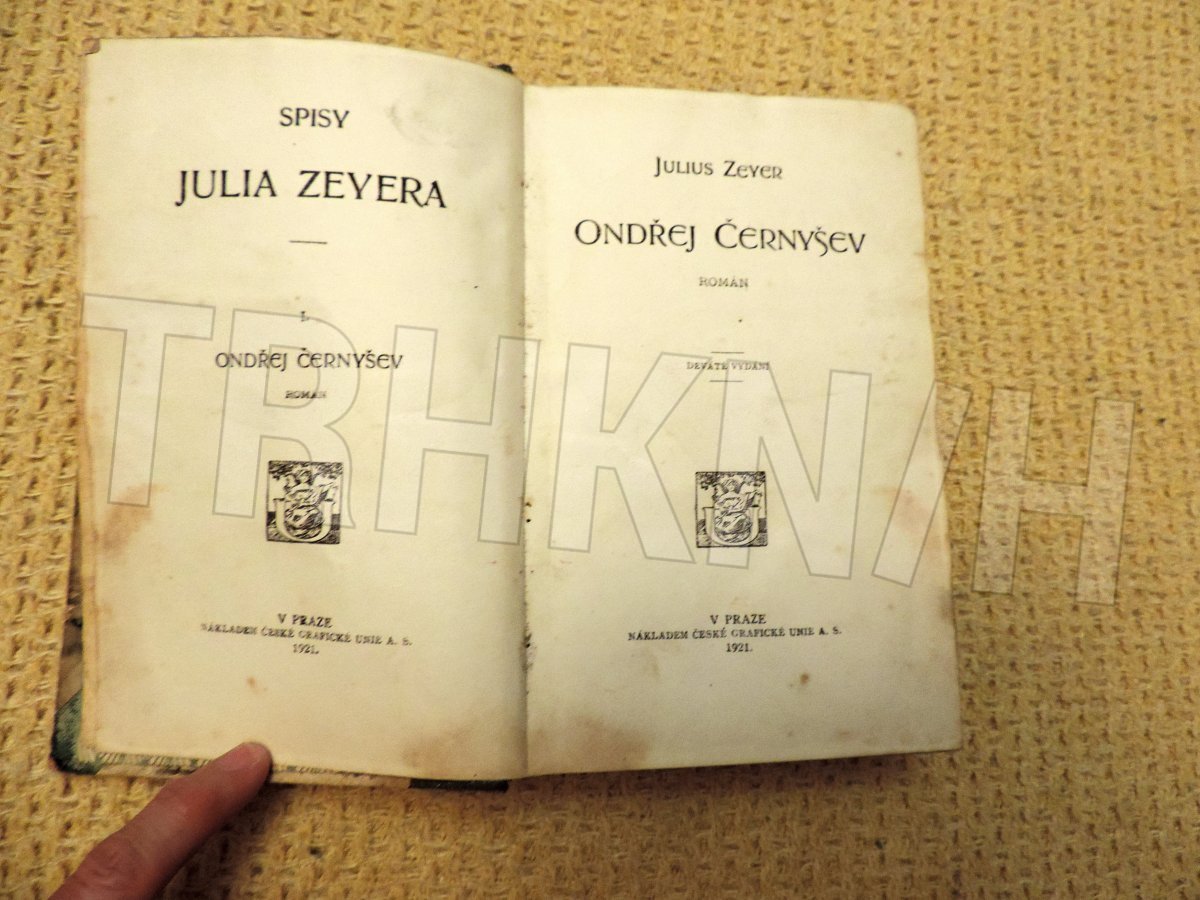 SPISY
JULIA ZEYERA
I.
ONDŘEJ ČERNYŠEV
ROMÁN
V PRAZE
NÁKLADEM ČESKÉ GRAFICKÉ UNIE A. S.
1921.
JULIUS ZEYER
ONDŘEJ ČERNYŠEV
ROMÁN
DEVÁTÉ VYDÁNÍ
V PRAZE
NÁKLADEM ČESKÉ GRAFICKÉ UNIE A. S.
1921.
TRHKNIH